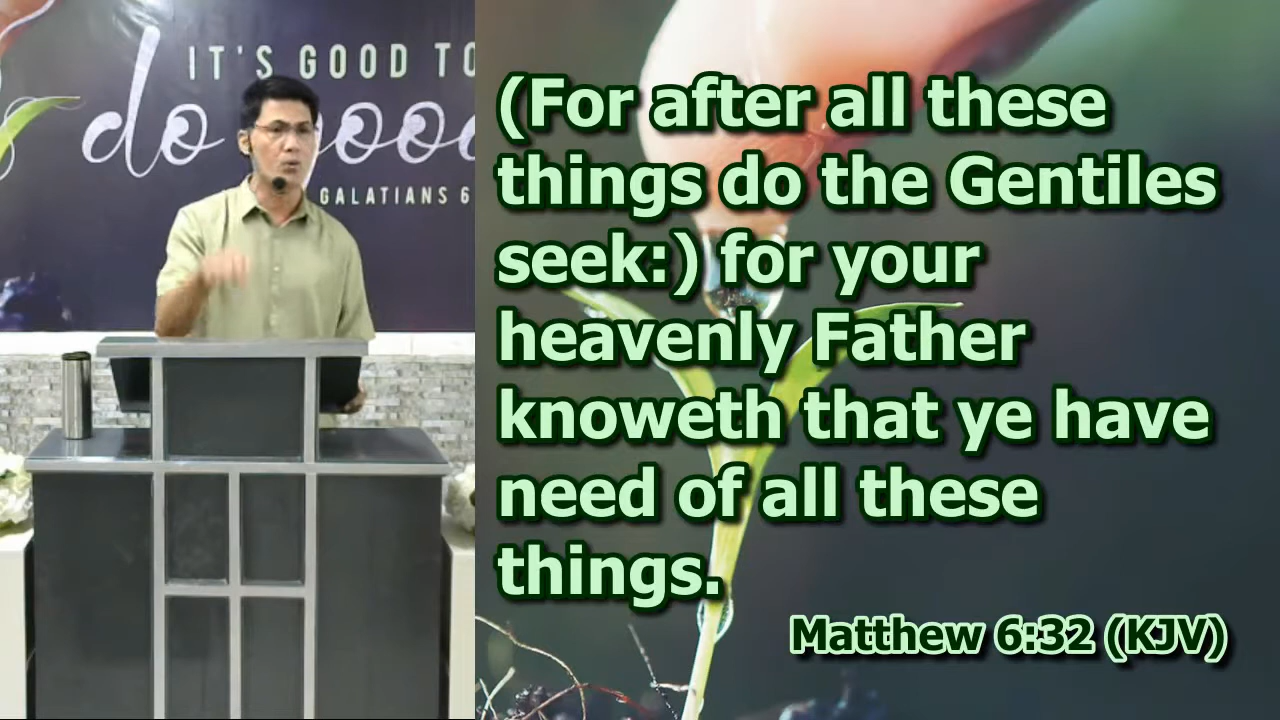 IT'S GOOD TO
do
GALATIANS 6
(For after all these
things do the Gentiles
seek:) for your
heavenly Father
knoweth that ye have
need of all these
things.
Matthew 6:32 (KJV)